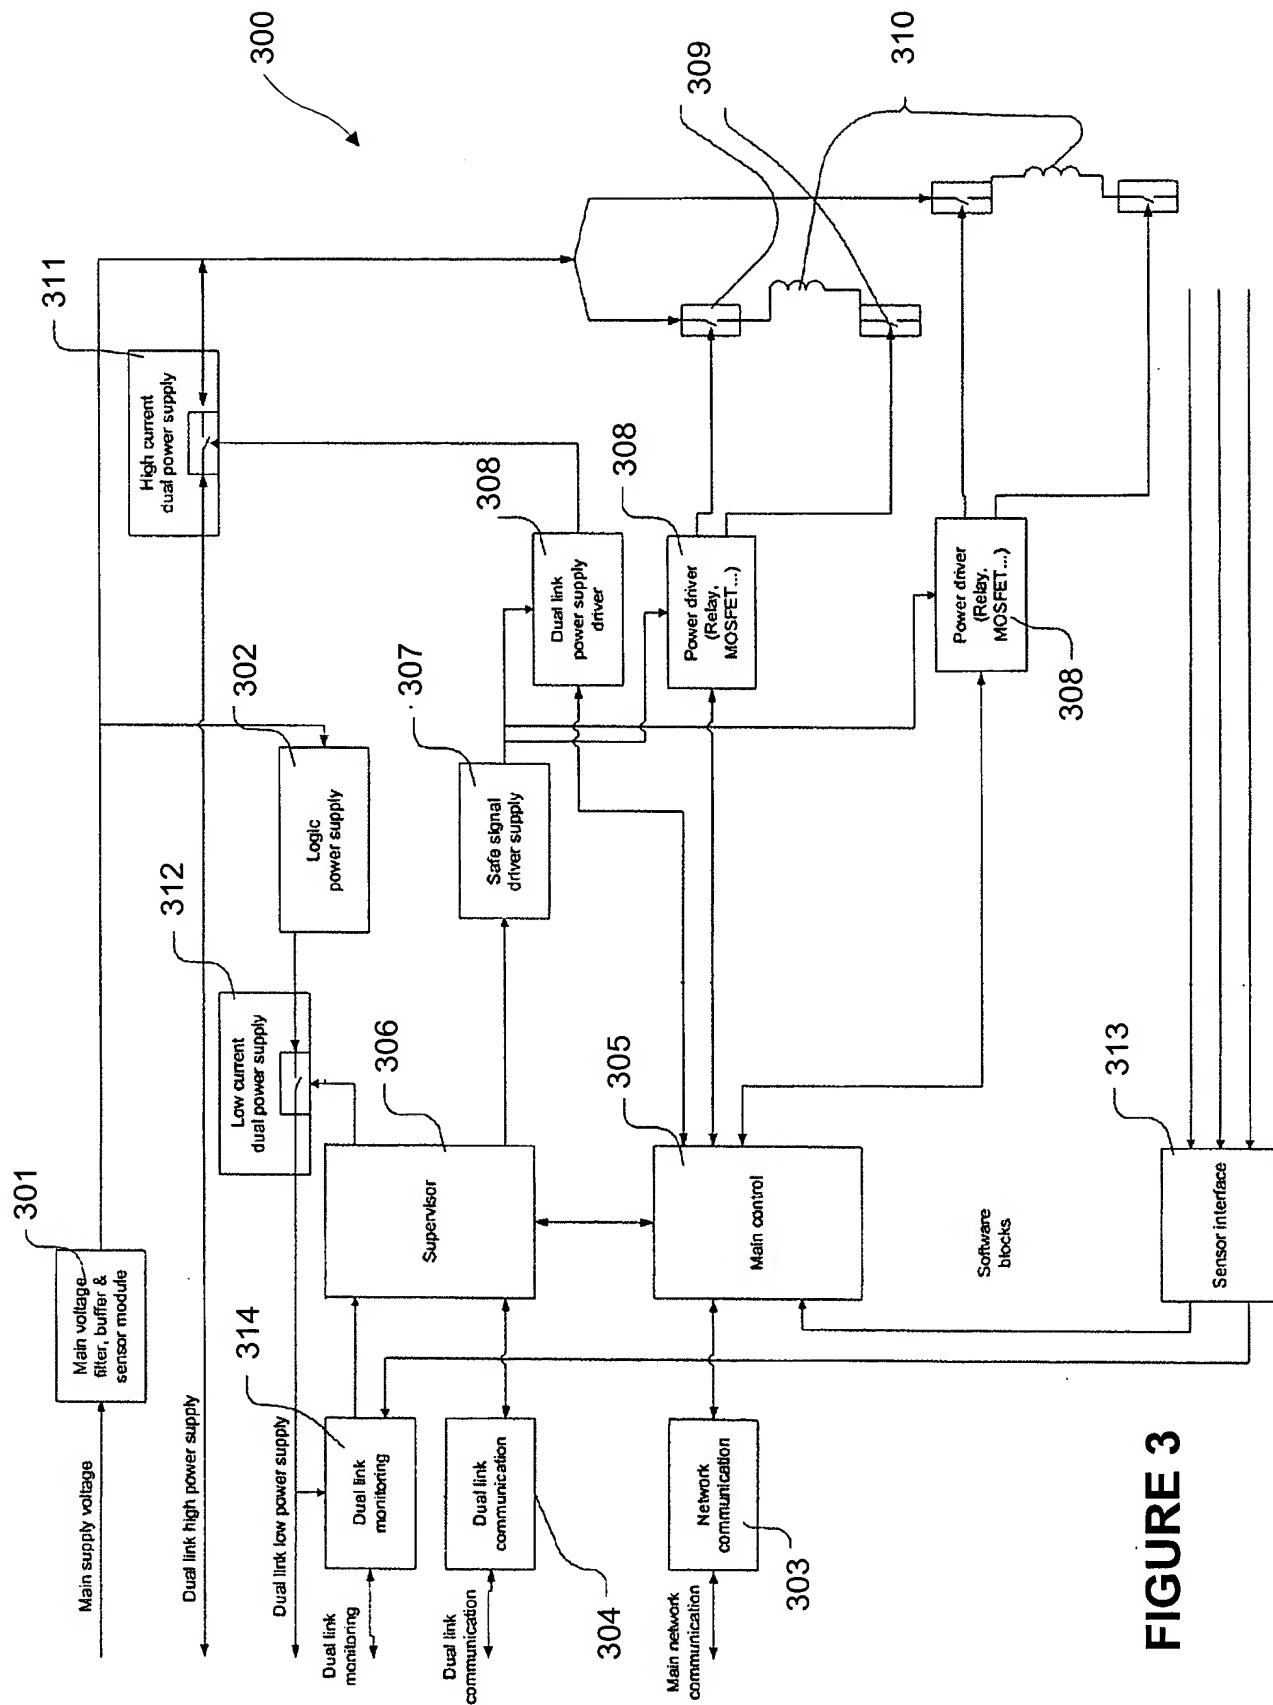 300
311
High current
dual power supply
309
310
302
Logic
power supply
312
Low current
dual power supply
301
Main voltage
filter, buffer &
sensor module
Main supply voltage
Dual link high power supply
Dual link low power supply
307
Safe signal
driver supply
308
Dual link
power supply
driver
308
Power driver
(Relay,
MOSFET...)
Power driver
(Relay,
MOSFET...)
308
306
Supervisor
305
Main control
Software
blocks
313
Sensor interface
314
Dual link
monitoring
Dual link
monitoring
Dual link
communication
304
Dual link
communication
Network
communication
303
Main network
communication
FIGURE 3